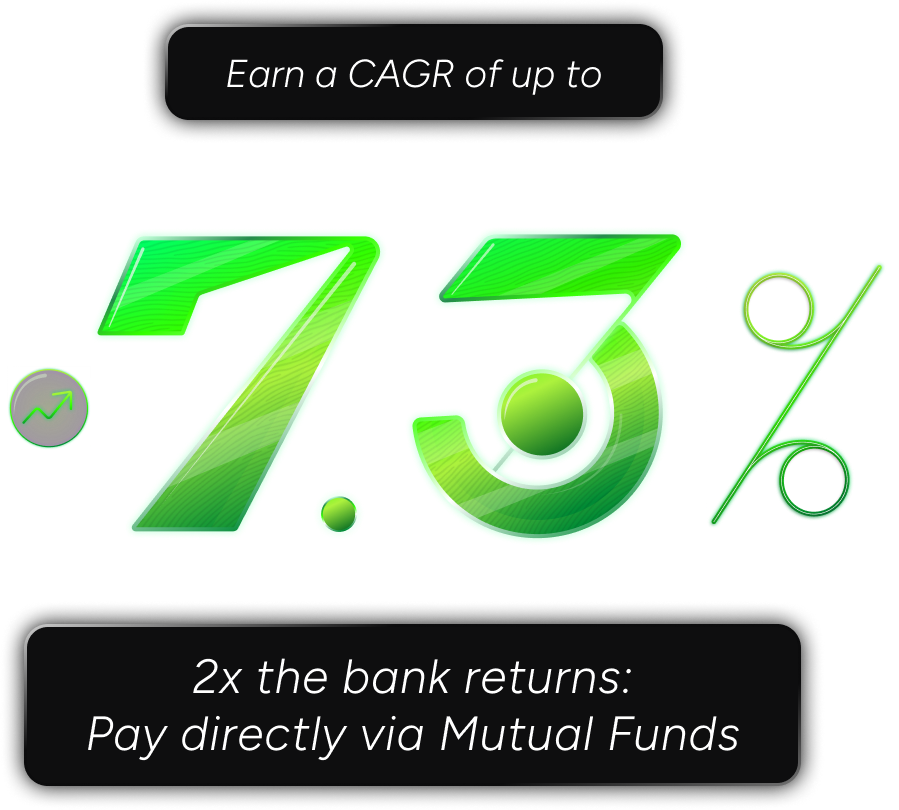 Earn a CAGR of up to
7.3%
2x the bank returns:
Pay directly via Mutual Funds